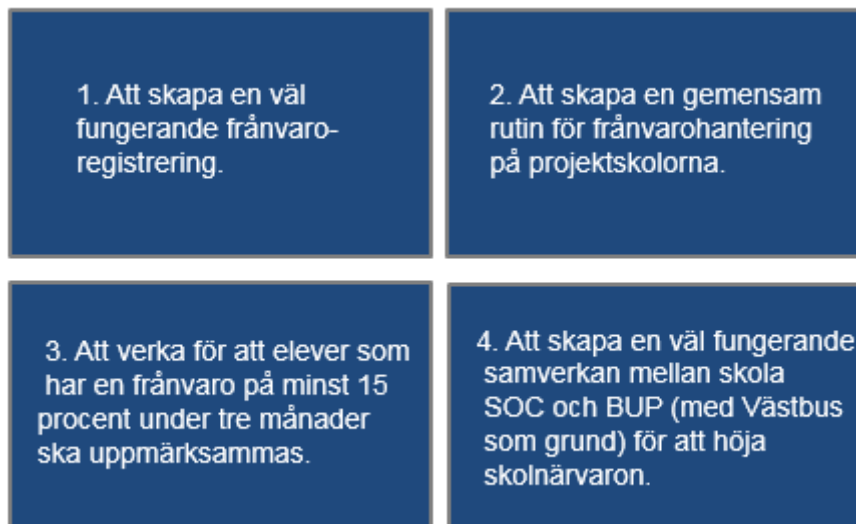 1. Att skapa en väl
fungerande frånvaro-
registrering.
2. Att skapa en gemensam
rutin för frånvarohantering
på projektskolorna.
3. Att verka för att elever som
har en frånvaro på minst 15
procent under tre månader
ska uppmärksammas.
4. Att skapa en väl fungerande
samverkan mellan skola
SOC och BUP (med Västbus
som grund) för att höja
skolnärvaron.